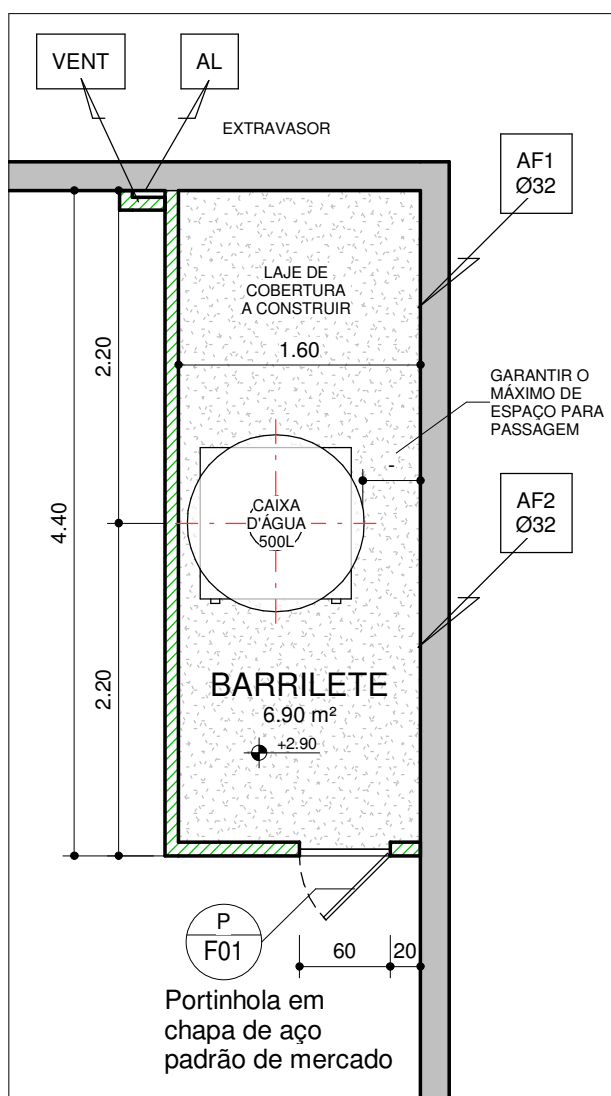 VENT
AL
EXTRAVASOR
AF1
Ø32
LAJE DE
COBERTURA
A CONSTRUIR
1.60
2.20
GARANTIR O
MÁXIMO DE
ESPAÇO PARA
PASSAGEM
-
4.40
CAIXA
D'ÁGUA
500L
AF2
Ø32
2.20
BARRILETE
6.90 m²
+2.90
P
F01
60
20
Portinhola em
chapa de aço
padrão de mercado